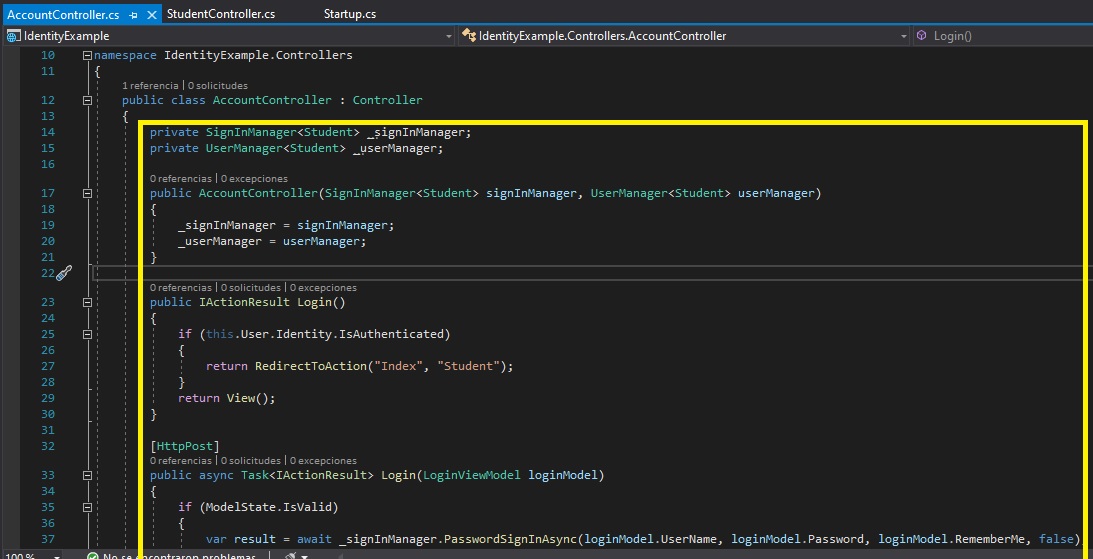 AccountController.cs StudentController.cs Startup.cs
IdentityExample IdentityExample.Controllers.AccountController Login()
10 namespace IdentityExample.Controllers
11 {
1 referencia | 0 solicitudes
12 public class AccountController : Controller
13 {
14 private SignInManager<Student> _signInManager;
15 private UserManager<Student> _userManager;
16
0 referencias | 0 excepciones
17 public AccountController(SignInManager<Student> signInManager, UserManager<Student> userManager)
18 {
19 _signInManager = signInManager;
20 _userManager = userManager;
21 }
22
0 referencias | 0 solicitudes | 0 excepciones
23 public IActionResult Login()
24 {
25 if (this.User.Identity.IsAuthenticated)
26 {
27 return RedirectToAction("Index", "Student");
28 }
29 return View();
30 }
31
32 [HttpPost]
0 referencias | 0 solicitudes | 0 excepciones
33 public async Task<IActionResult> Login(LoginViewModel loginModel)
34 {
35 if (ModelState.IsValid)
36 {
37 var result = await _signInManager.PasswordSignInAsync(loginModel.UserName, loginModel.Password, loginModel.RememberMe, false)
100 % No se encontraron problemas